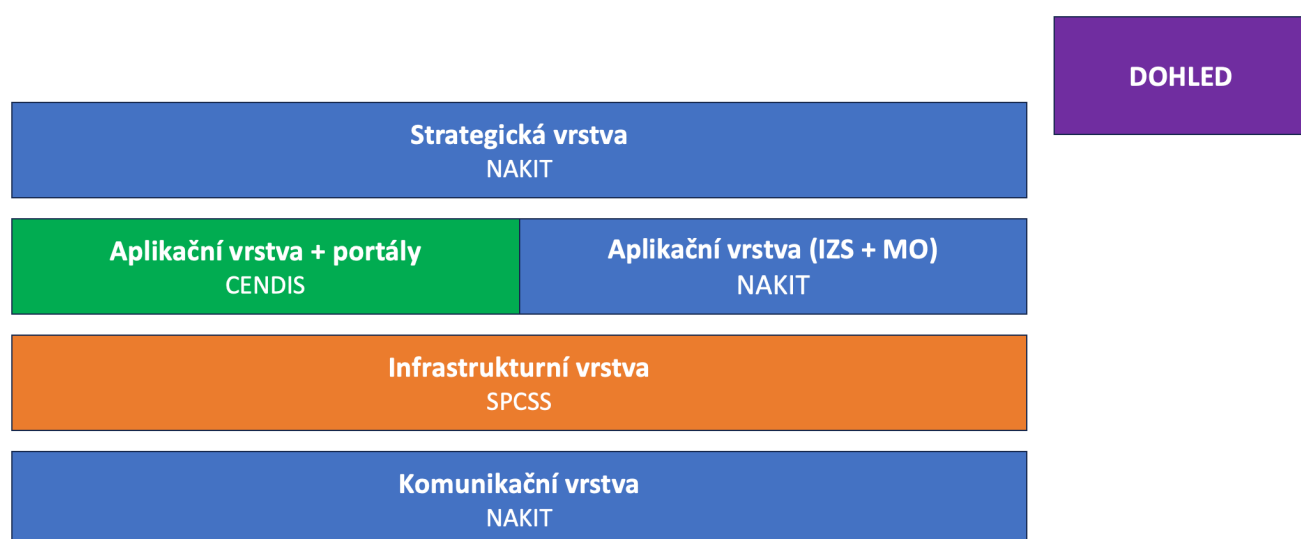 DOHLED
Strategická vrstva
NAKIT
Aplikační vrstva + portály
CENDIS
Aplikační vrstva (IZS + MO)
NAKIT
Infrastrukturní vrstva
SPCSS
Komunikační vrstva
NAKIT